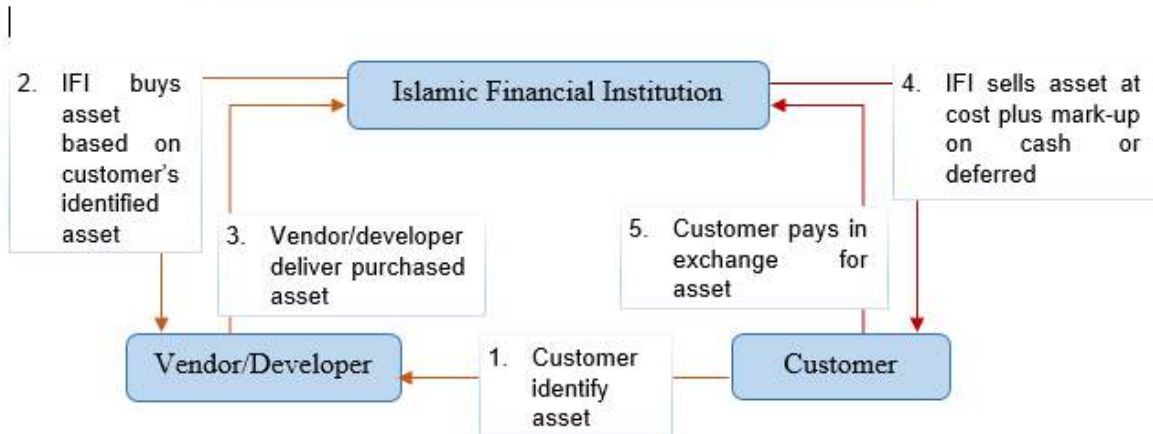 Islamic Financial Institution
2. IFI buys
asset
based on
customer's
identified
asset
4. IFI sells asset at
cost plus mark-up
on cash or
deferred
3. Vendor/developer
deliver purchased
asset
5. Customer pays in
exchange for
asset
Vendor/Developer
1. Customer
identify
asset
Customer